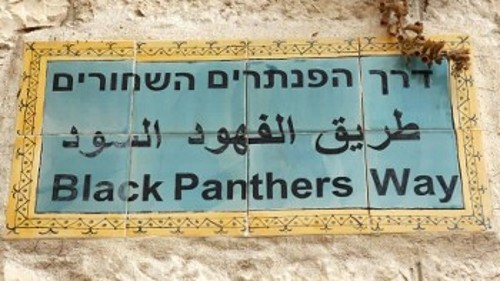 דרך הפנתרים השחורים
طريق الفهود السود
Black Panthers Way